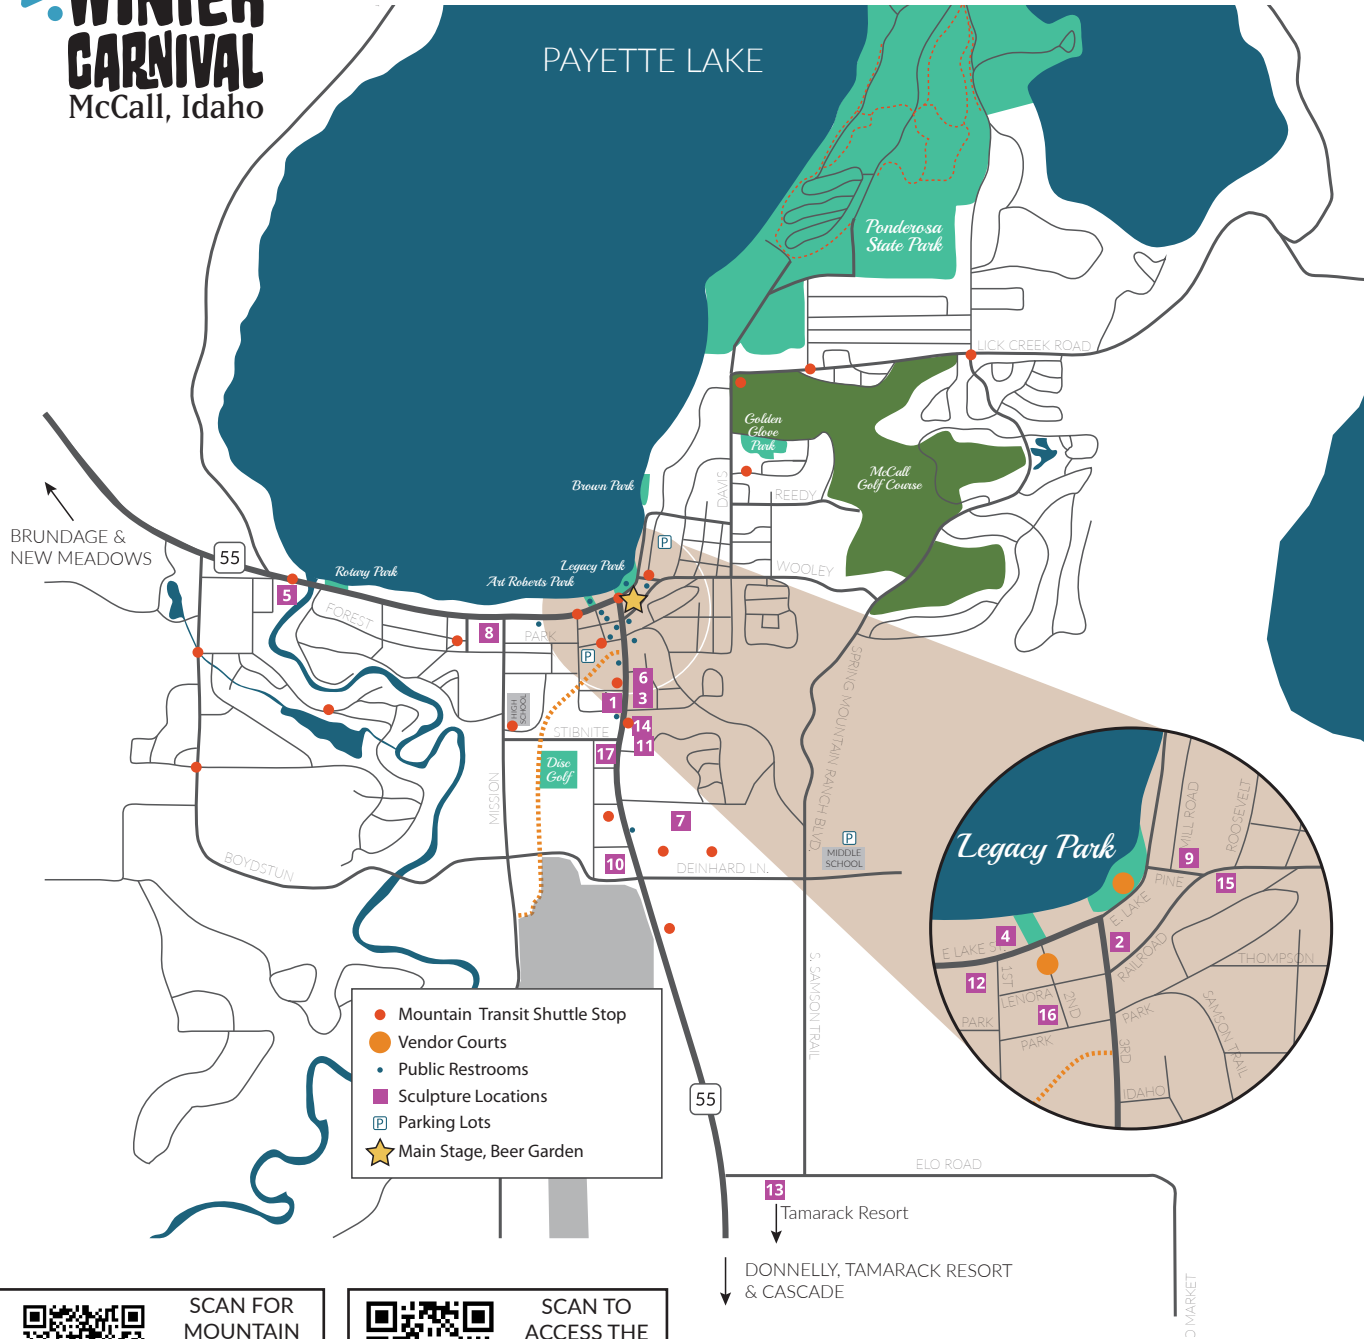 WINTER
CARNIVAL
McCall, Idaho
PAYETTE LAKE
Ponderosa
State Park
LICK CREEK ROAD
Golden
Glove
Park
McCall
Golf Course
DAVIS
REEDY
Brown Park
BRUNDAGE &
NEW MEADOWS
55
Rotary Park
Legacy Park
Art Roberts Park
P
WOOLEY
5
FOREST
8
PARK
P
6
3
1
14
11
17
HIGH
SCHOOL
STIBNITE
Disc
Golf
MISSION
7
10
DEINHARD LN.
P
MIDDLE
SCHOOL
SPRING MOUNTAIN RANCH BLVD.
BOYDSTUN
S. SAMSON TRAIL
Legacy Park
MILL ROAD
ROOSEVELT
9
PINE
15
E. LAKE
4
2
E LAKE ST.
RAILROAD
12
1ST
THOMPSON
LENORA
2ND
16
PARK
PARK
PARK
SAMSON TRAIL
3RD
IDAHO
Mountain Transit Shuttle Stop
Vendor Courts
Public Restrooms
Sculpture Locations
P Parking Lots
Main Stage, Beer Garden
55
ELO ROAD
13
Tamarack Resort
DONNELLY, TAMARACK RESORT
& CASCADE
MARKET
SCAN FOR
MOUNTAIN
SCAN TO
ACCESS THE